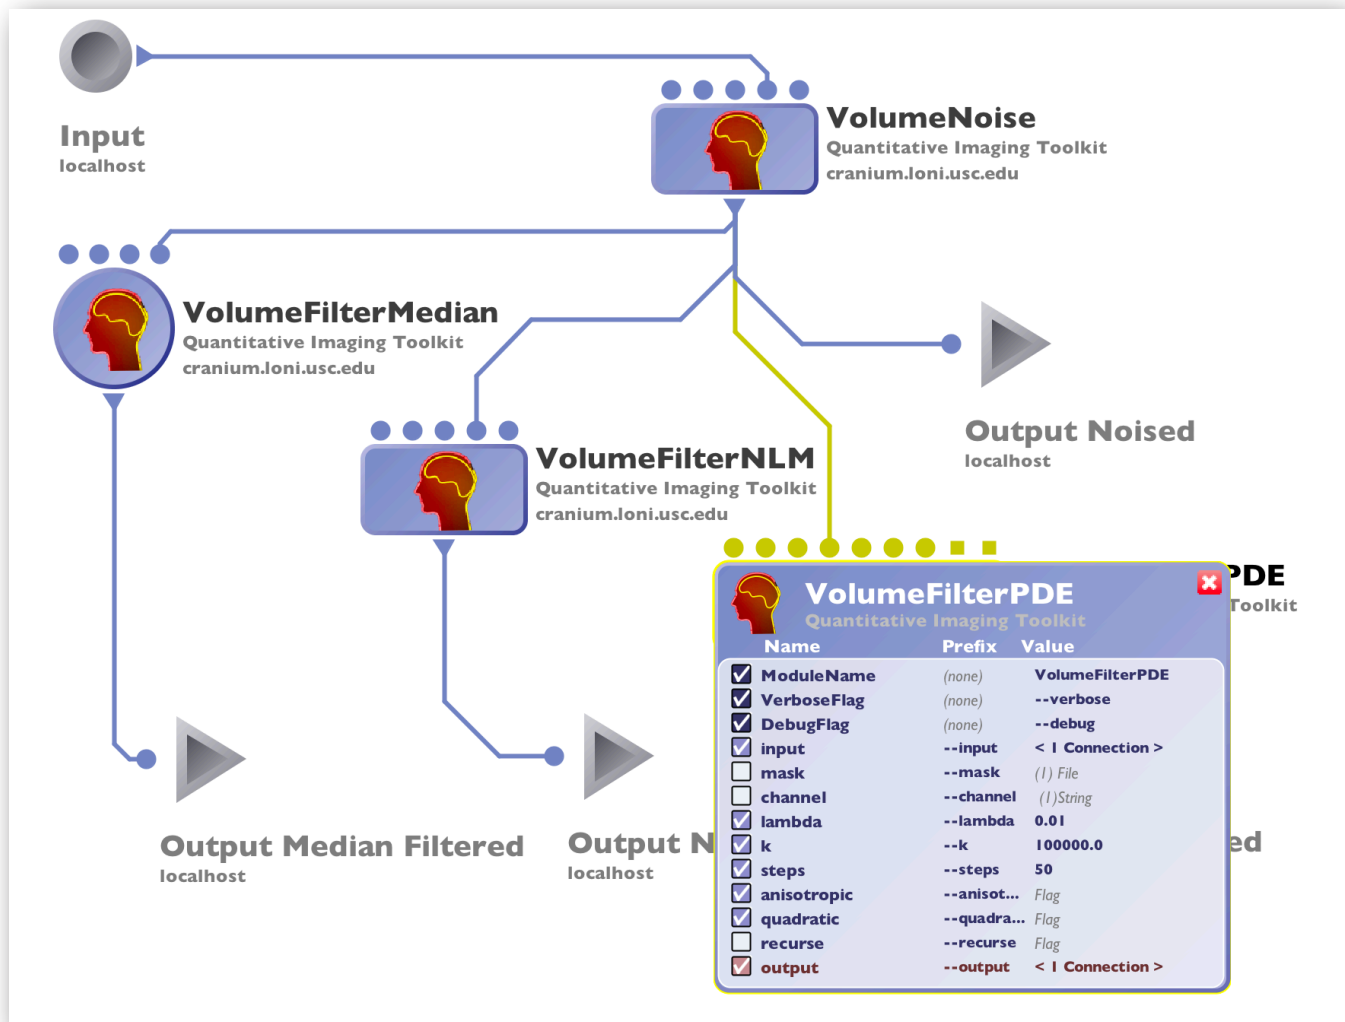 Input
localhost
VolumeNoise
Quantitative Imaging Toolkit
cranium.loni.usc.edu
VolumeFilterMedian
Quantitative Imaging Toolkit
cranium.loni.usc.edu
Output Noised
localhost
VolumeFilterNLM
Quantitative Imaging Toolkit
cranium.loni.usc.edu
PDE
Toolkit
VolumeFilterPDE
Quantitative Imaging Toolkit
Name Prefix Value
ModuleName (none) VolumeFilterPDE
VerboseFlag (none) --verbose
DebugFlag (none) --debug
input --input < 1 Connection >
mask --mask (1) File
channel --channel (1)String
lambda --lambda 0.01
k --k 100000.0
steps --steps 50
anisotropic --anisot... Flag
quadratic --quadra... Flag
recurse --recurse Flag
output --output < 1 Connection >
Output Median Filtered
localhost
Output N
localhost
ed